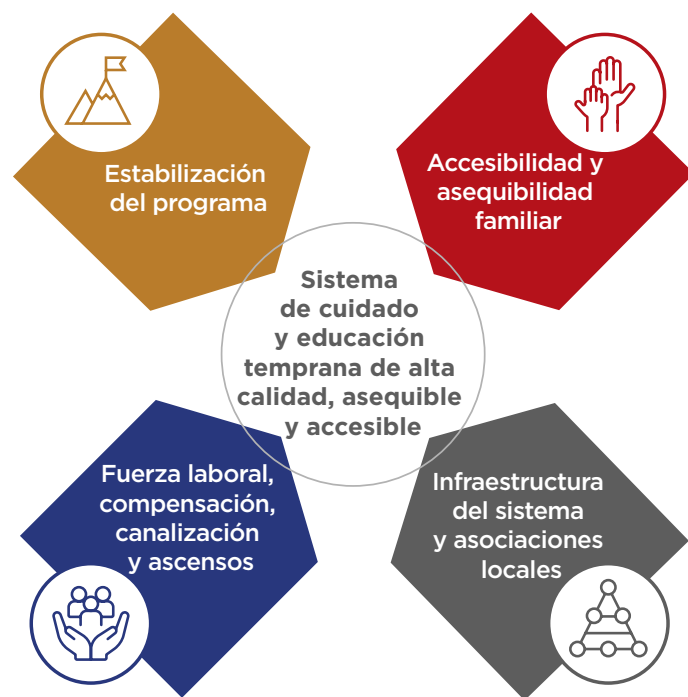 Estabilización
del programa
Accesibilidad y
asequibilidad
familiar
Sistema
de cuidado
y educación
temprana de alta
calidad, asequible
y accesible
Fuerza laboral,
compensación,
canalización
y ascensos
Infraestructura
del sistema
y asociaciones
locales